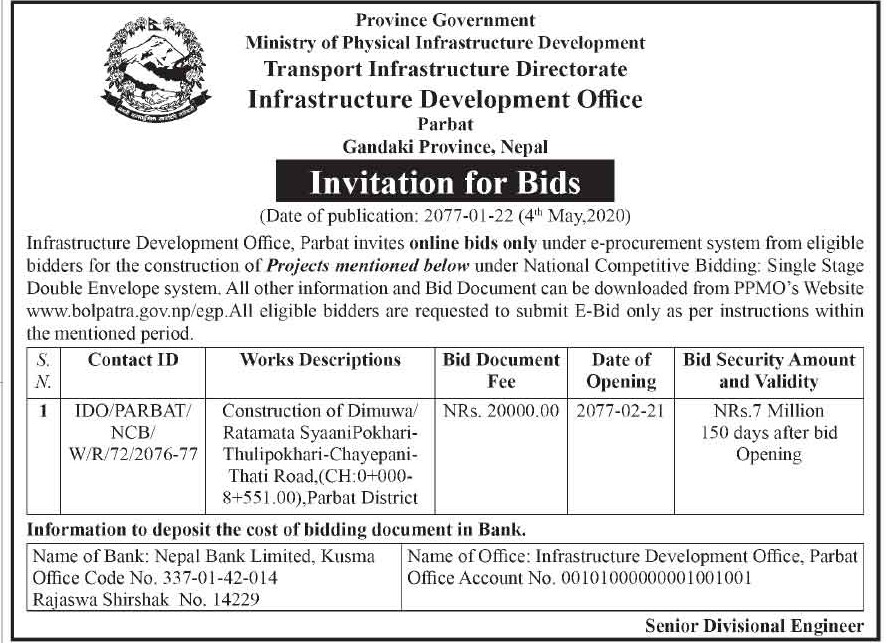 Province Government
Ministry of Physical Infrastructure Development
Transport Infrastructure Directorate
Infrastructure Development Office
Parbat
Gandaki Province, Nepal
Invitation for Bids
(Date of publication: 2077-01-22 (4th May,2020)
Infrastructure Development Office, Parbat invites online bids only under e-procurement system from eligible
bidders for the construction of Projects mentioned below under National Competitive Bidding: Single Stage
Double Envelope system. All other information and Bid Document can be downloaded from PPMO's Website
www.bolpatra.gov.np/egp.All eligible bidders are requested to submit E-Bid only as per instructions within
the mentioned period.
S. N. Contact ID Works Descriptions Bid Document Fee Date of Opening Bid Security Amount and Validity
1 IDO/PARBAT/ Construction of Dimuwa/ NRs. 20000.00 2077-02-21 NRs.7 Million
NCB/ Ratamata SyaaniPokhari- 150 days after bid
W/R/72/2076-77 Thulipokhari-Chayepani- Opening
Thati Road,(CH:0+000-
8+551.00),Parbat District
Information to deposit the cost of bidding document in Bank.
Name of Bank: Nepal Bank Limited, Kusma
Office Code No. 337-01-42-014
Rajaswa Shirshak No. 14229
Name of Office: Infrastructure Development Office, Parbat
Office Account No. 00101000000001001001
Senior Divisional Engineer